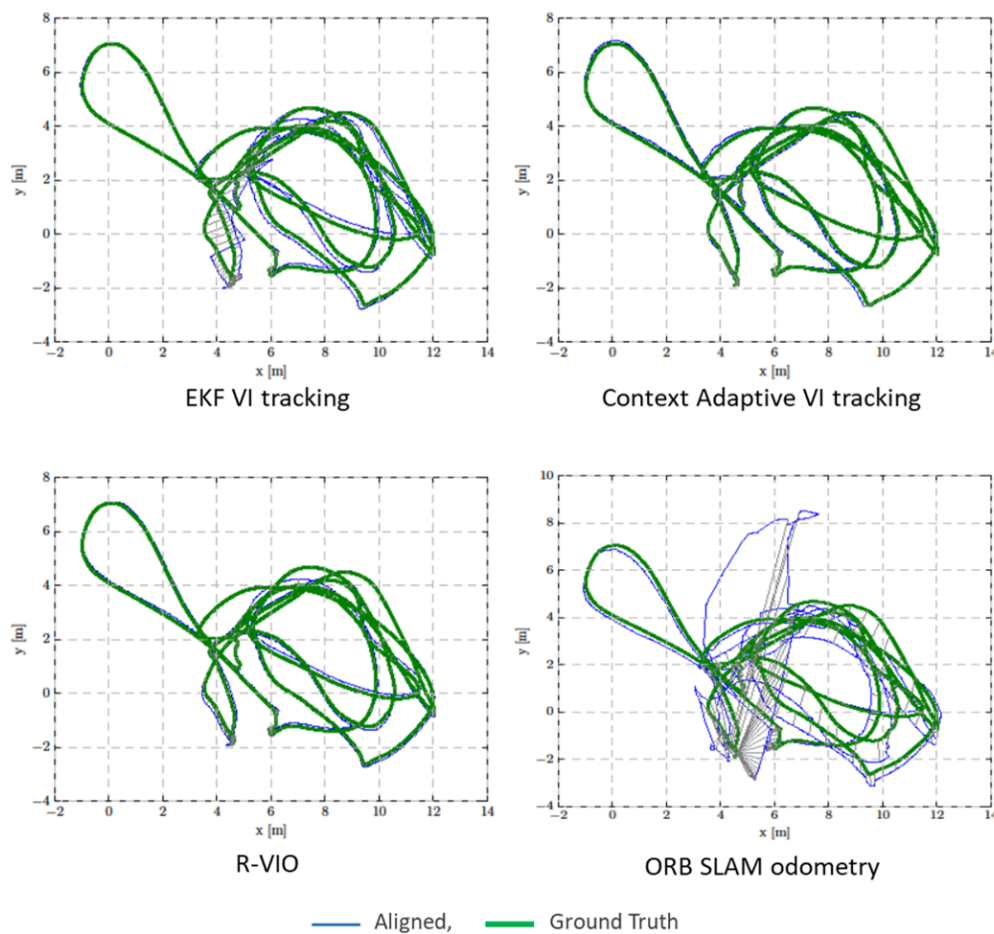 8
6
4
2
0
−2
−4
y [m]
−2 0 2 4 6 8 10 12 14
x [m]
EKF VI tracking
8
6
4
2
0
−2
−4
y [m]
−2 0 2 4 6 8 10 12 14
x [m]
Context Adaptive VI tracking
8
6
4
2
0
−2
−4
y [m]
−2 0 2 4 6 8 10 12 14
x [m]
R-VIO
10
8
6
4
2
0
−2
−4
y [m]
−2 0 2 4 6 8 10 12 14
x [m]
ORB SLAM odometry
Aligned, Ground Truth